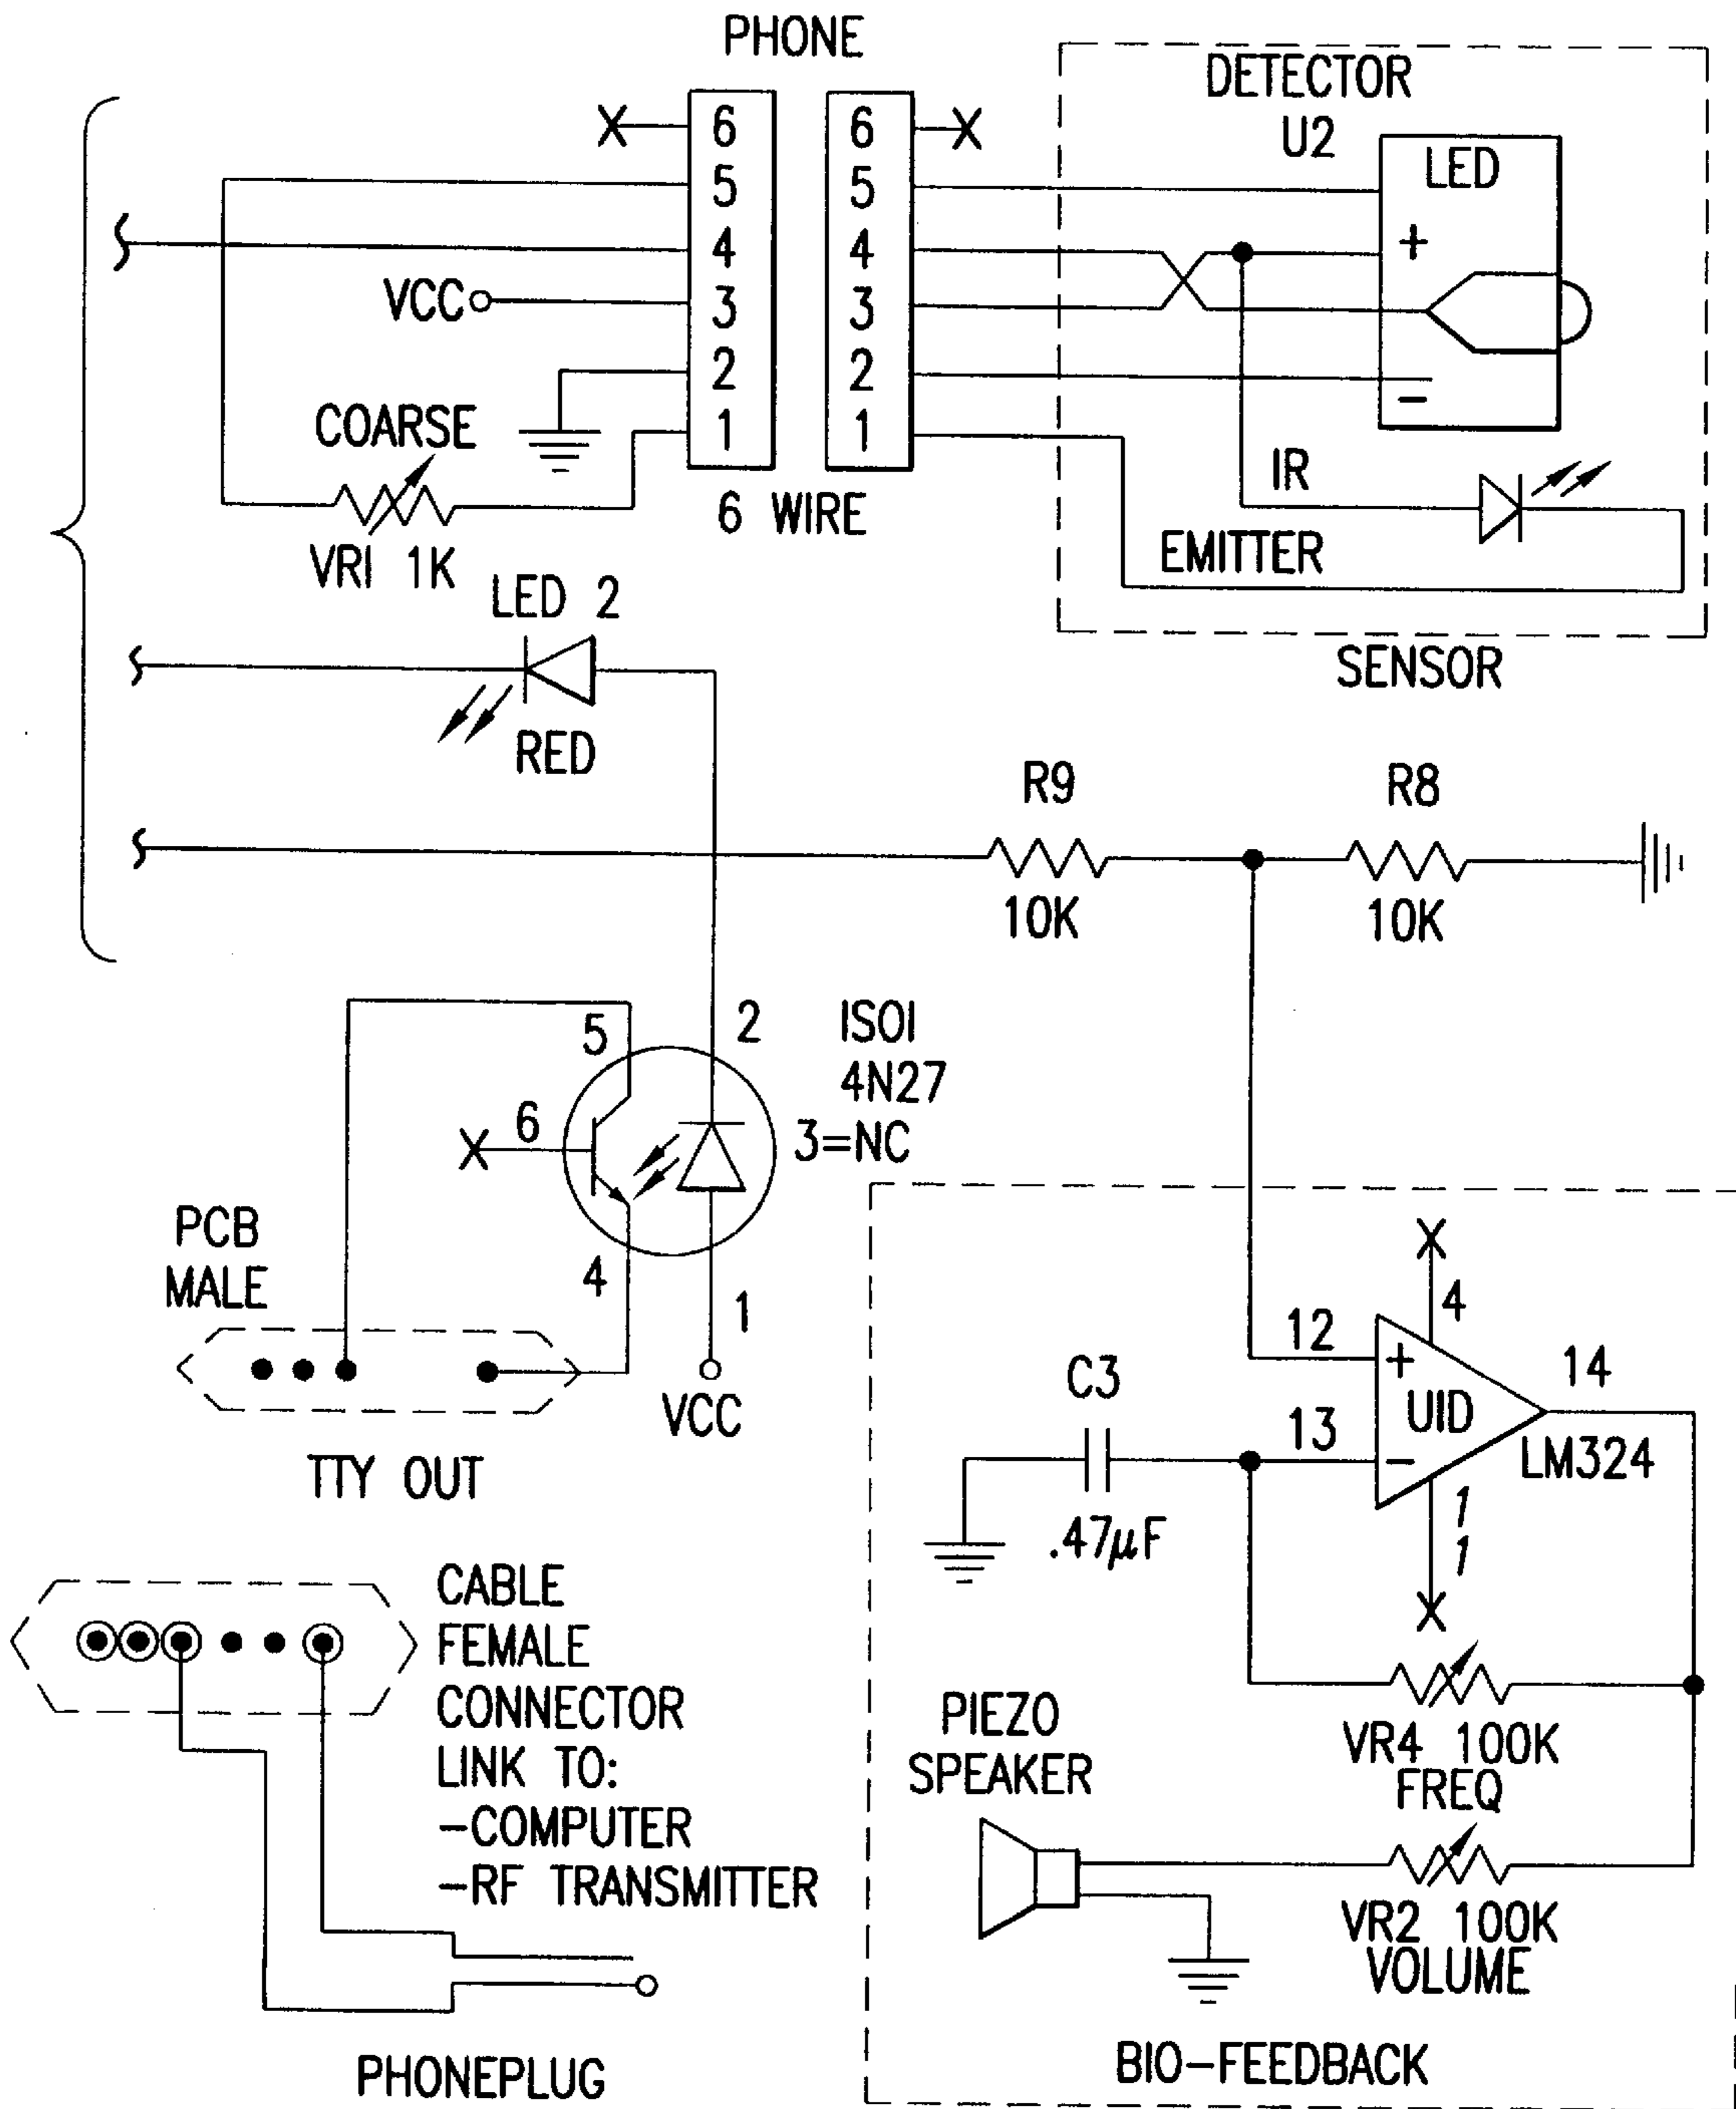 PHONE
6
5
4
3
2
1
6
5
4
3
2
1
6 WIRE
VCC
COARSE
VRI 1K
DETECTOR
U2
LED
+
−
IR
EMITTER
SENSOR
LED 2
RED
R9
10K
R8
10K
5
2
6
4
1
ISOI
4N27
3=NC
VCC
PCB
MALE
TTY OUT
CABLE
FEMALE
CONNECTOR
LINK TO:
−COMPUTER
−RF TRANSMITTER
PHONEPLUG
4
12
+
14
C3
13
UID
−
LM324
1
1
.47μF
VR4 100K
FREQ
PIEZO
SPEAKER
VR2 100K
VOLUME
BIO−FEEDBACK